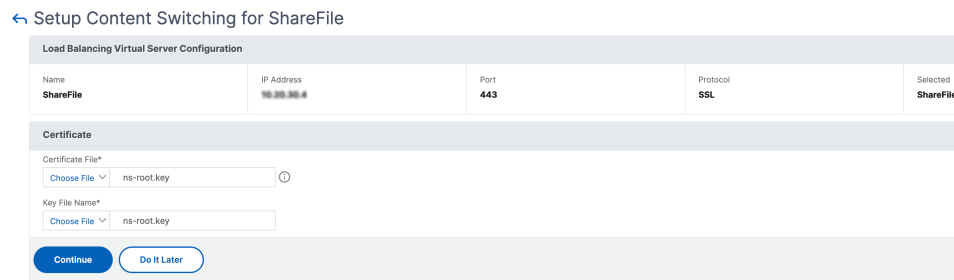 Setup Content Switching for ShareFile
Load Balancing Virtual Server Configuration
Name IP Address Port Protocol Selected
ShareFile 443 SSL ShareFile
Certificate
Certificate File*
Choose File ns-root.key
Key File Name*
Choose File ns-root.key
Continue Do It Later